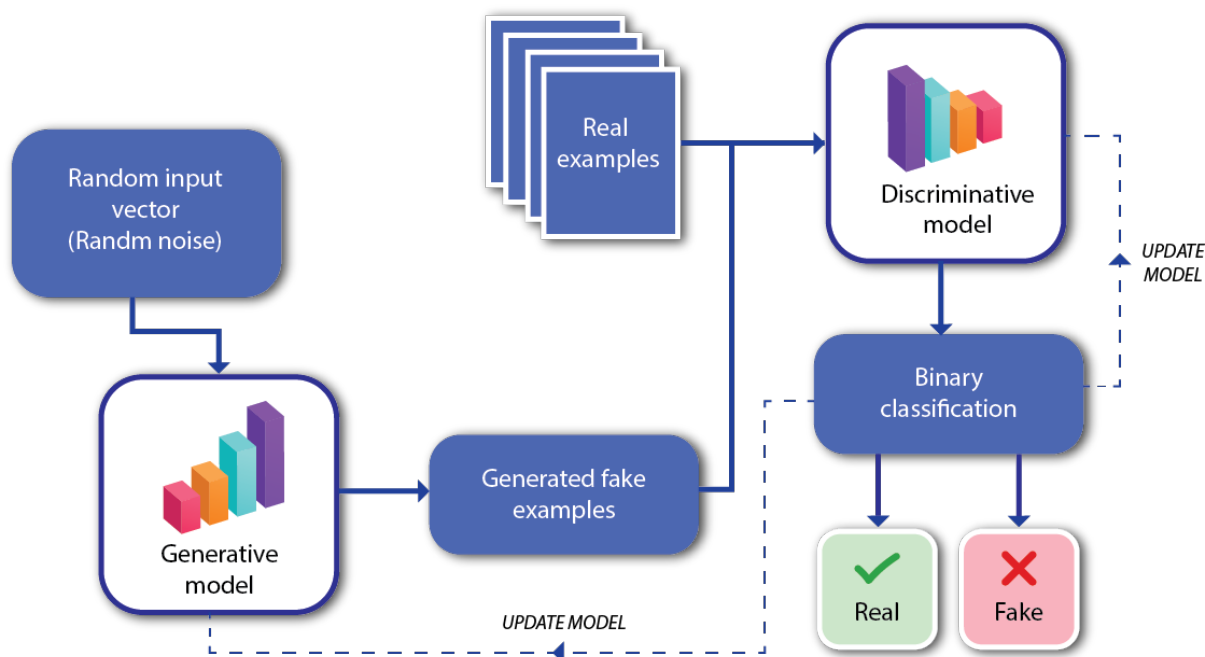 Real
examples
Random input
vector
(Randm noise)
Discriminative
model
UPDATE
MODEL
Binary
classification
Generated fake
examples
Generative
model
Real
Fake
UPDATE MODEL